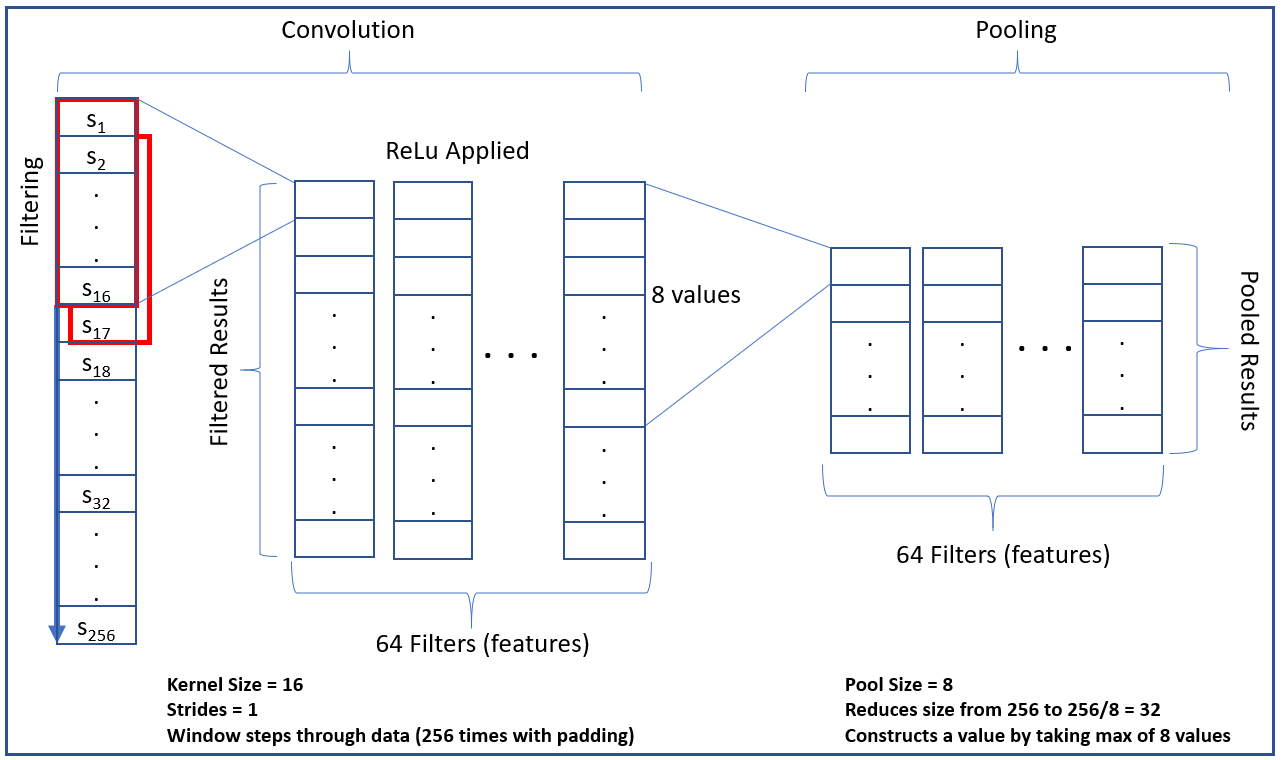 Convolution
Pooling
Filtering
s1
s2
.
.
.
s16
s17
s18
.
.
.
s32
.
.
.
s256
ReLu Applied
Filtered Results
. . .
8 values
64 Filters (features)
. . .
Pooled Results
64 Filters (features)
Kernel Size = 16
Strides = 1
Window steps through data (256 times with padding)
Pool Size = 8
Reduces size from 256 to 256/8 = 32
Constructs a value by taking max of 8 values